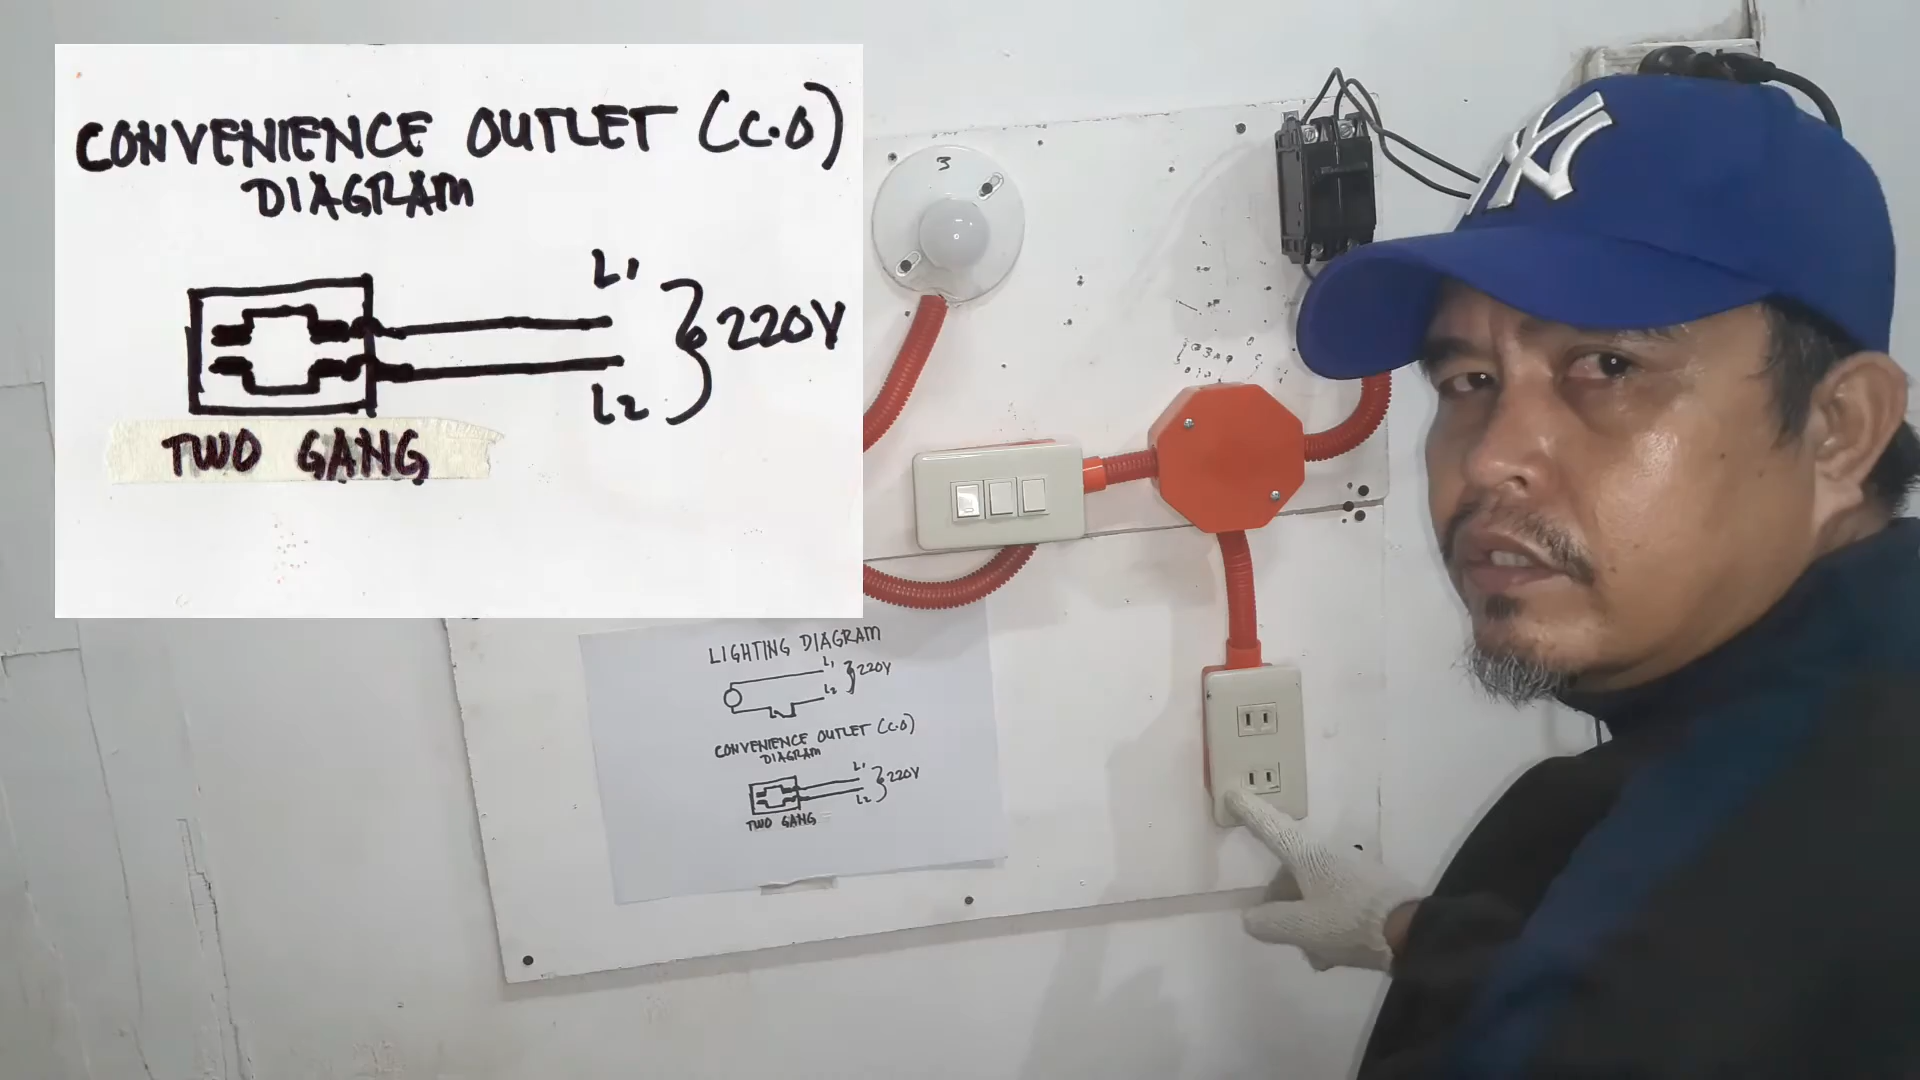 CONVENIENCE OUTLET (C.O)
DIAGRAM
L1
220V
L2
TWO GANG
3
NY
LIGHTING DIAGRAM
L1
220V
L2
CONVENIENCE OUTLET (C.O)
DIAGRAM
L1
220V
L2
TWO GANG